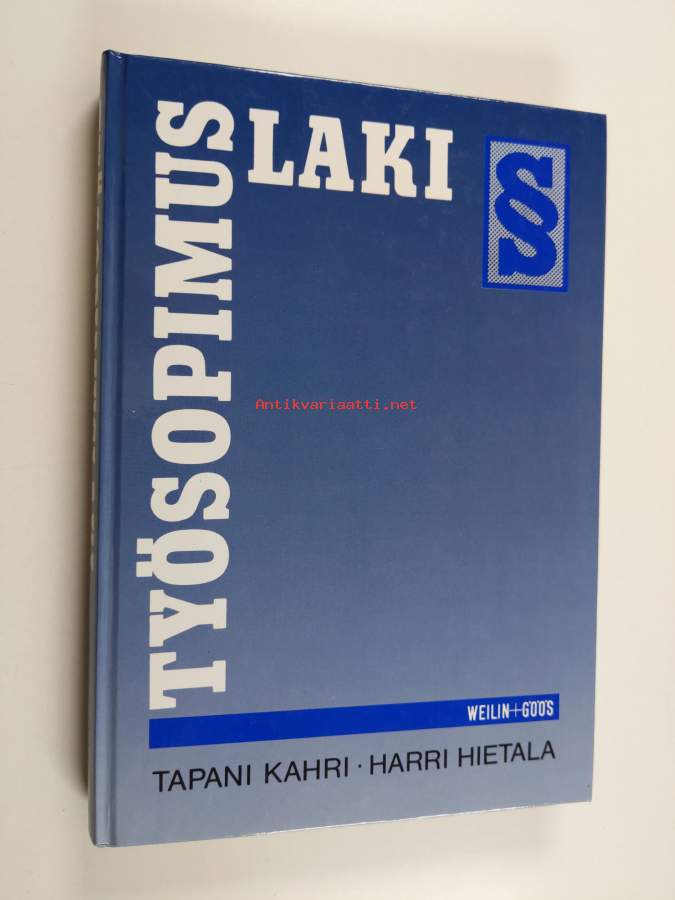 TYÖSOPIMUS
LAKI
§
Antikvariaatti.net
WEILIN+GÖÖS
TAPANI KAHRI · HARRI HIETALA